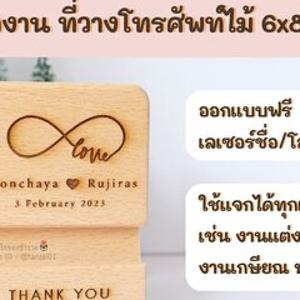 งาน ที่วางโทรศัพท์ไม้ 6x8
ออกแบบฟรี
เลเซอร์ชื่อ/โล
love
onchaya Rujiras
3 February 2023
ใช้แจกได้ทุก
เช่น งานแต่ง
งานเกษียณ
THANK YOU